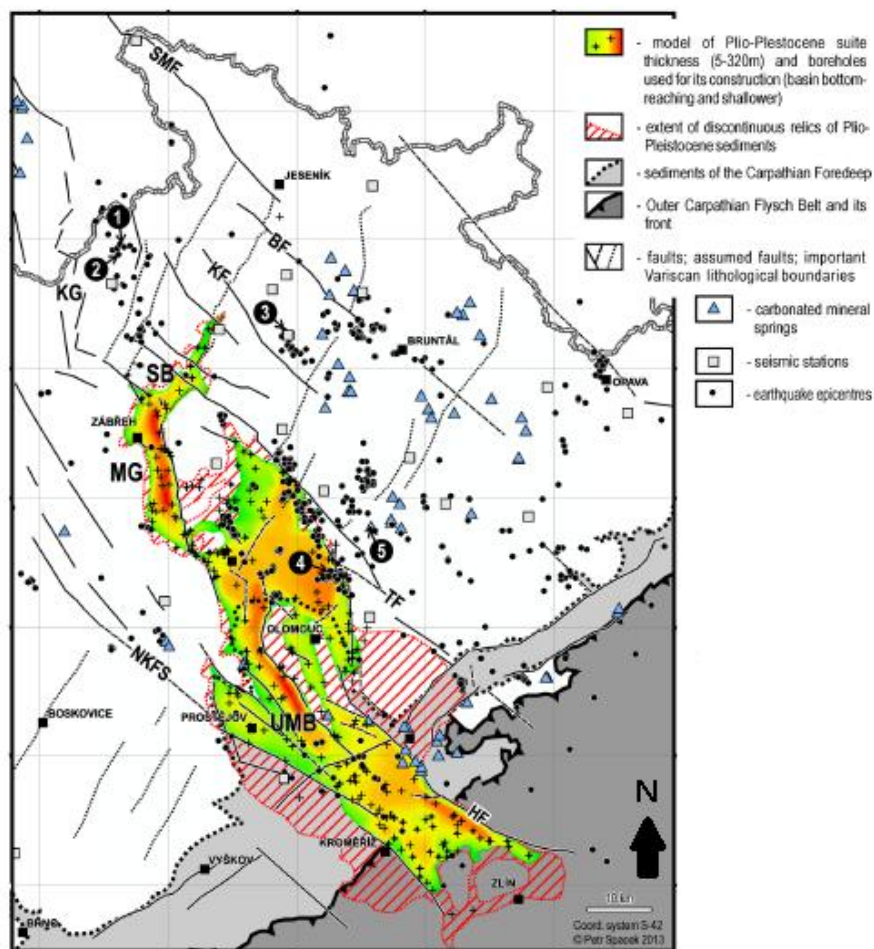 - model of Plio-Plestocene suite
thickness (5-320m) and boreholes
used for its construction (basin bottom-
reaching and shallower)
- extent of discontinuous relics of Plio-
Pleistocene sediments
- sediments of the Carpathian Foredeep
- Outer Carpathian Flysch Belt and its
front
- faults; assumed faults; important
Variscan lithological boundaries
- carbonated mineral
springs
- seismic stations
- earthquake epicentres
SMF
JESENÍK
1
BF
2
KF
KG
3
BRUNTÁL
SB
OPAVA
ZÁBŘEH
MG
5
4
TF
OLOMOUC
NKFS
BOSKOVICE
PROSTĚJOV
UMB
N
HF
KROMĚŘÍŽ
VYŠKOV
ZLÍN
10 km
BRNO
Coord. system S-42
© Petr Spacek 2013